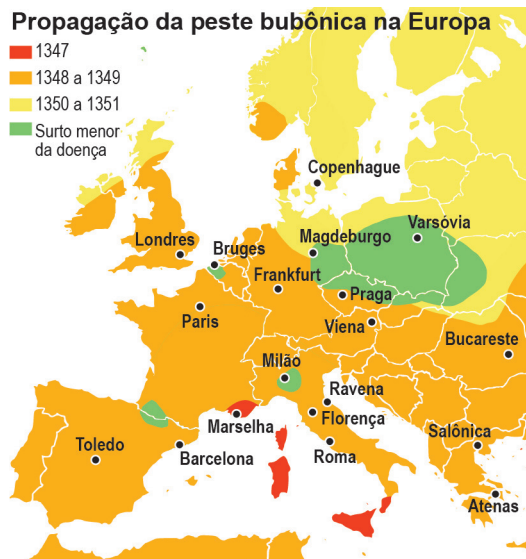 Propagação da peste bubônica na Europa
1347
1348 a 1349
1350 a 1351
Surto menor
da doença
Copenhague
Varsóvia
Magdeburgo
Londres
Bruges
Frankfurt
Praga
Paris
Viena
Bucareste
Milão
Ravena
Marselha
Florença
Salônica
Toledo
Barcelona
Roma
Atenas